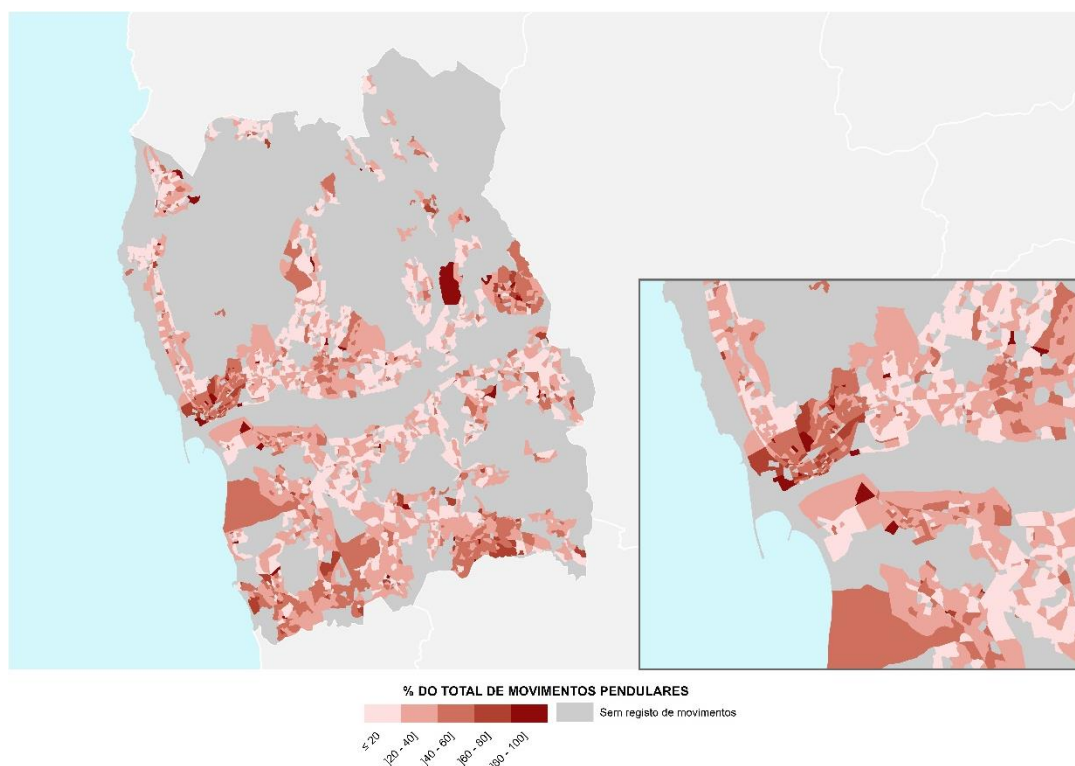 % DO TOTAL DE MOVIMENTOS PENDULARES
Sem registo de movimentos
≤ 20
]20 - 40]
]40 - 60]
]60 - 80]
]80 - 100]